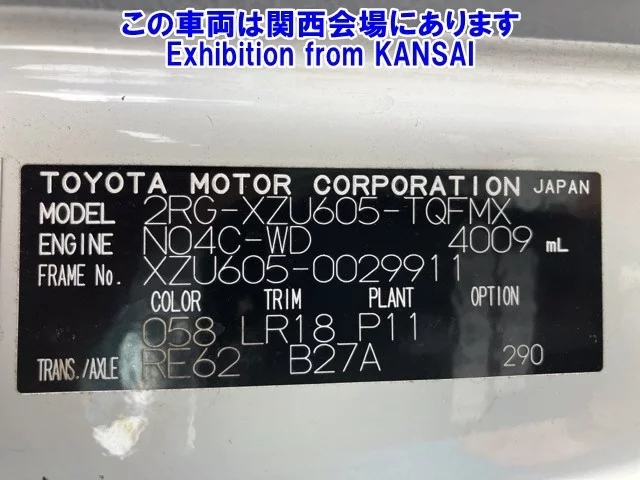 この車両は関西会場にあります
Exhibition from KANSAI
TOYOTA MOTOR CORPORATION JAPAN
MODEL 2RG-XZU605-TQFMX
ENGINE N04C-WD 4009 mL
FRAME No. XZU605-0029911
COLOR TRIM PLANT OPTION
058 LR18 P11
TRANS./AXLE RE62 B27A 290